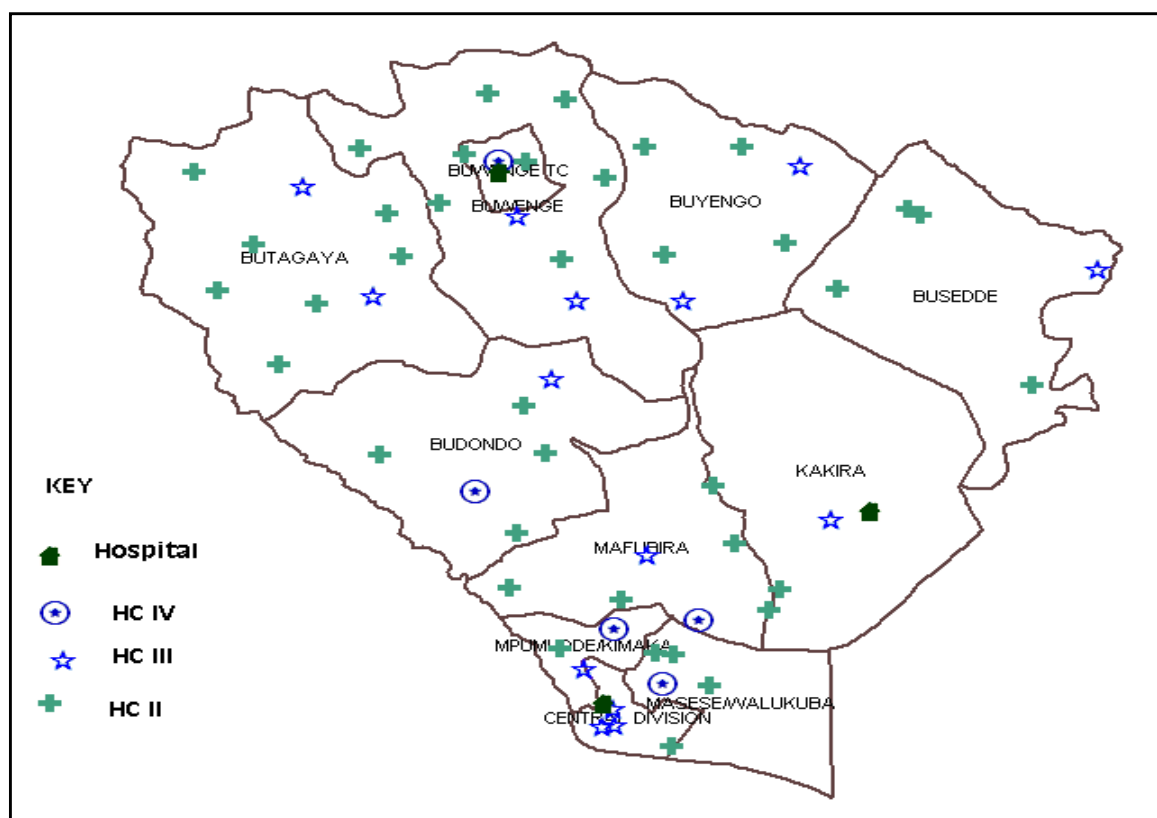 BUWENGE TC
BUWENGE
BUYENGO
BUTAGAYA
BUSEDDE
BUDONDO
KAKIRA
KEY
Hospital
MAFUBIRA
HC IV
HC III
MPUMUDDE/KIMAKA
HC II
MASESE/WALUKUBA
CENTRAL DIVISION